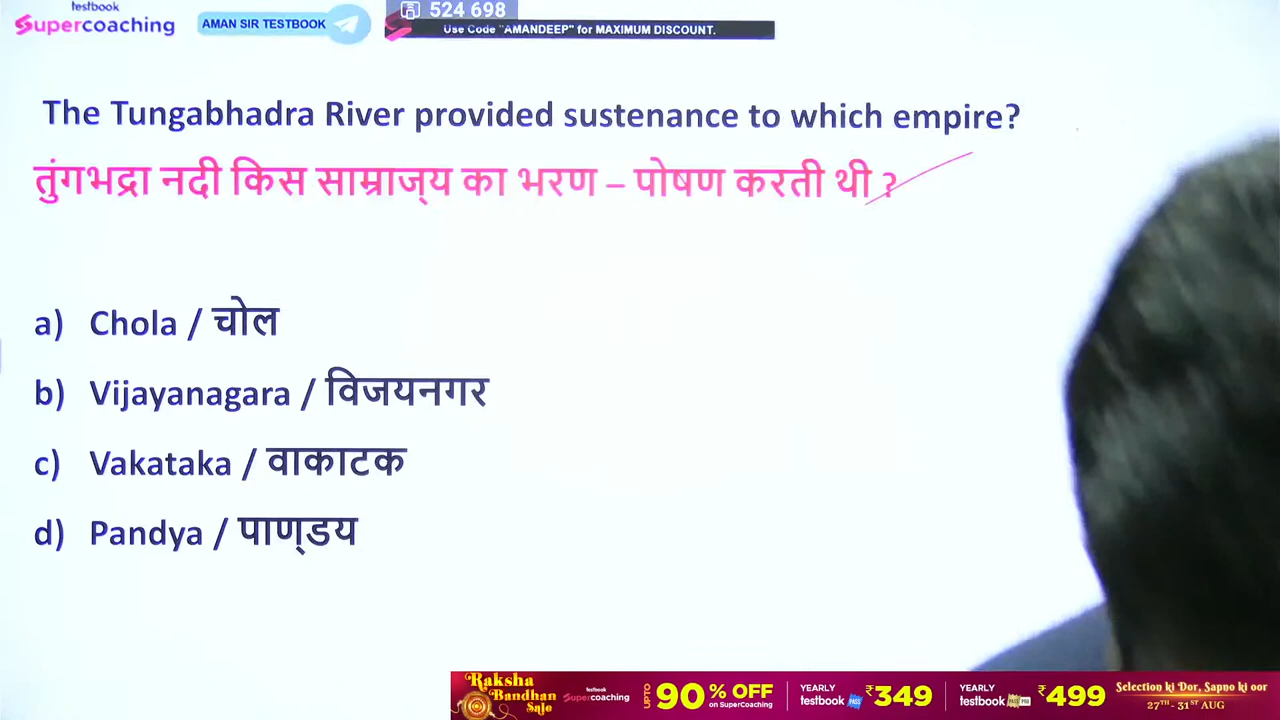 testbook
Supercoaching
AMAN SIR TESTBOOK
524 698
Use Code "AMANDEEP" for MAXIMUM DISCOUNT.
The Tungabhadra River provided sustenance to which empire?
तुंगभद्रा नदी किस साम्राज्य का भरण – पोषण करती थी ?
a) Chola / चोल
b) Vijayanagara / विजयनगर
c) Vakataka / वाकाटक
d) Pandya / पाण्डय
Raksha Bandhan Sale
testbook Supercoaching
UPTO 90 % OFF on SuperCoaching
YEARLY testbook PASS ₹349
YEARLY testbook PASS PRO ₹499
Selection ki Dor, Sapno ki oor
27TH - 31ST AUG